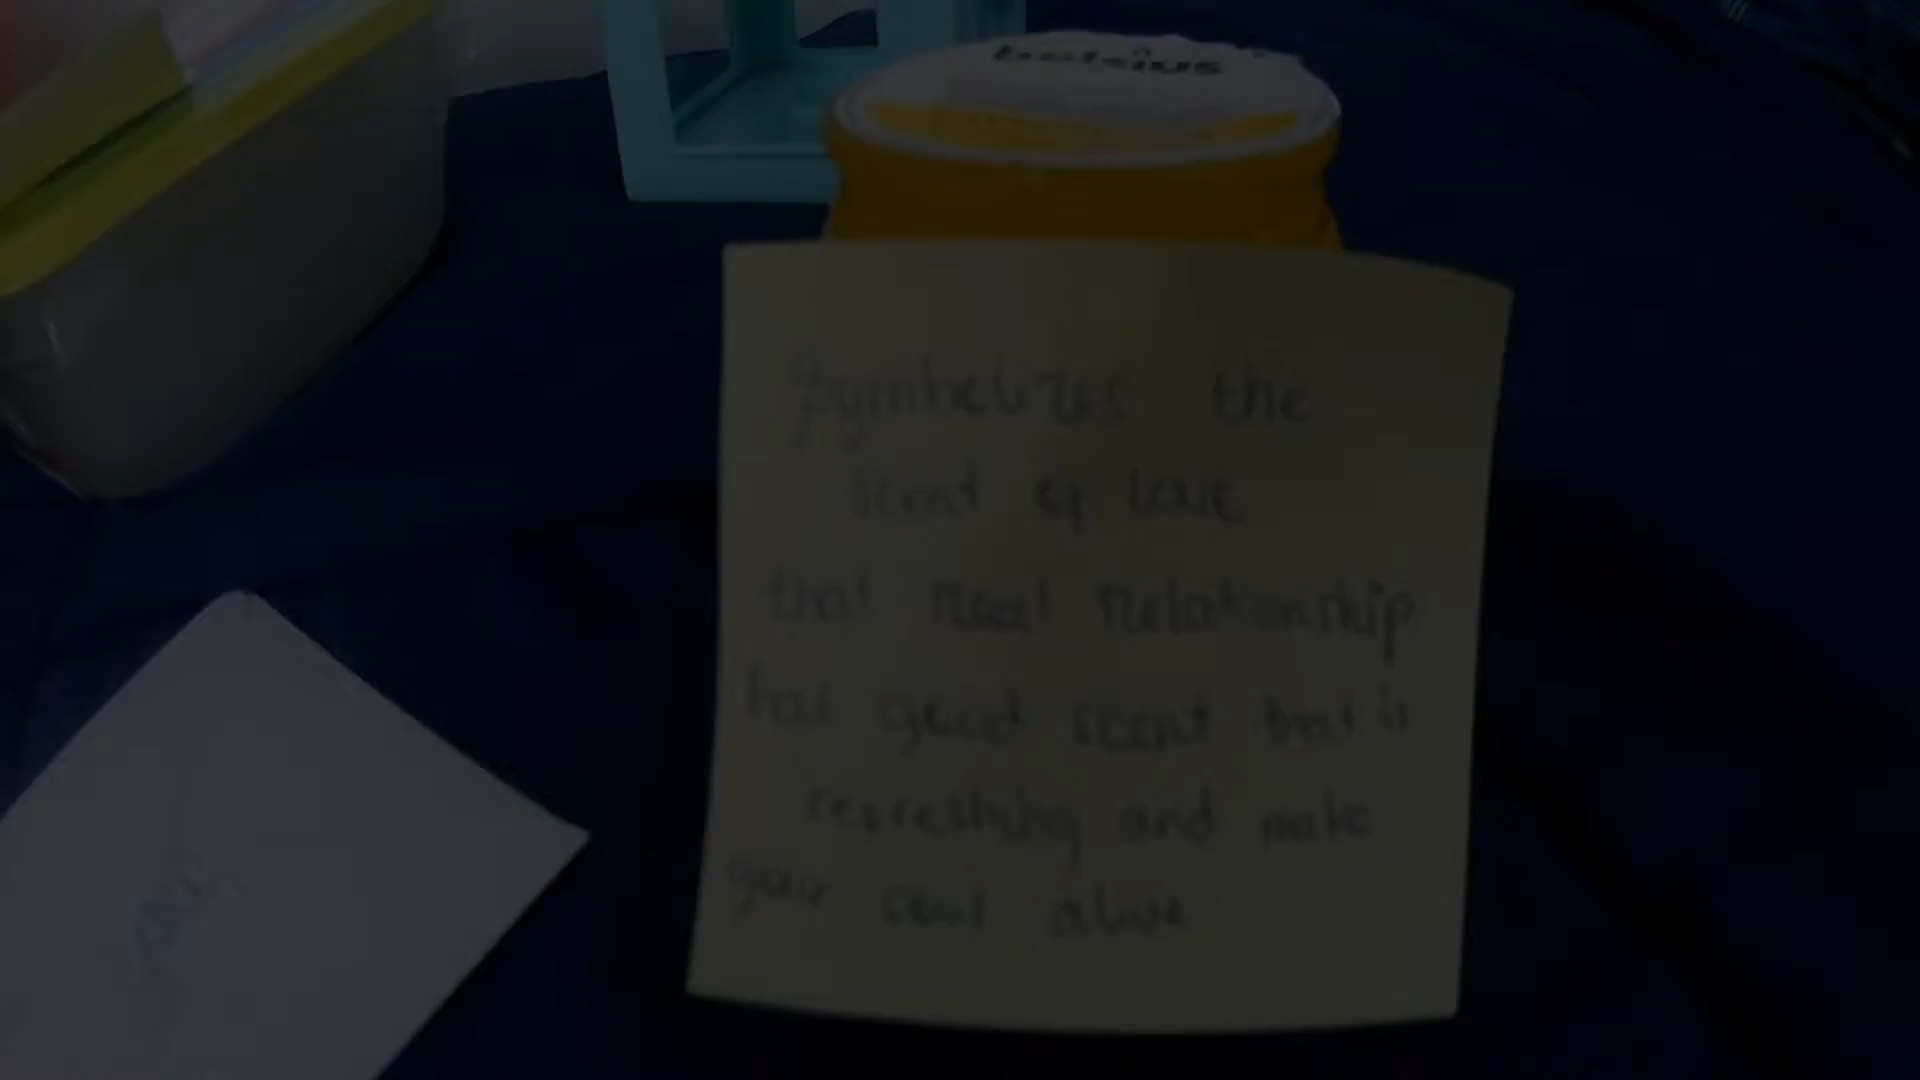 bolsius
Symbolizes the
scent of love
that real relationship
has good scent that is
refreshing and make
your soul alive